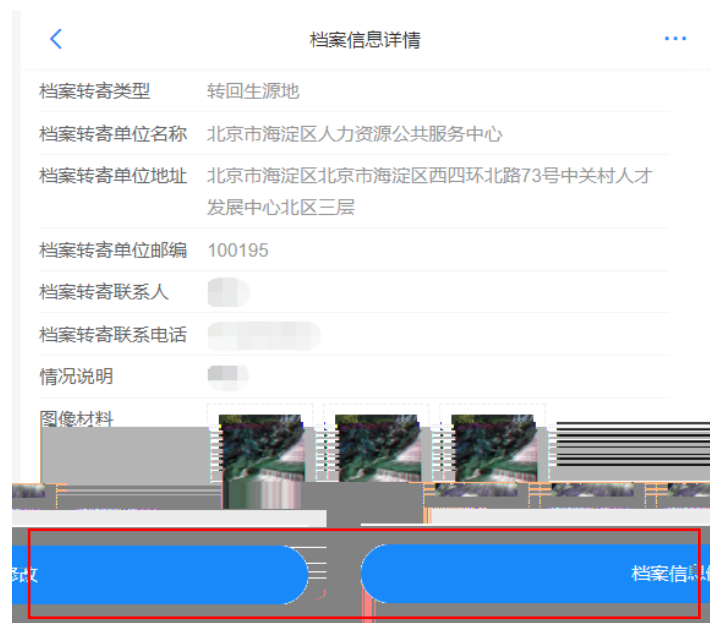 档案信息详情
档案转寄类型 转回生源地
档案转寄单位名称 北京市海淀区人力资源公共服务中心
档案转寄单位地址 北京市海淀区北京市海淀区西四环北路73号中关村人才
发展中心北区三层
档案转寄单位邮编 100195
档案转寄联系人
档案转寄联系电话
情况说明
图像材料
改 档案信息